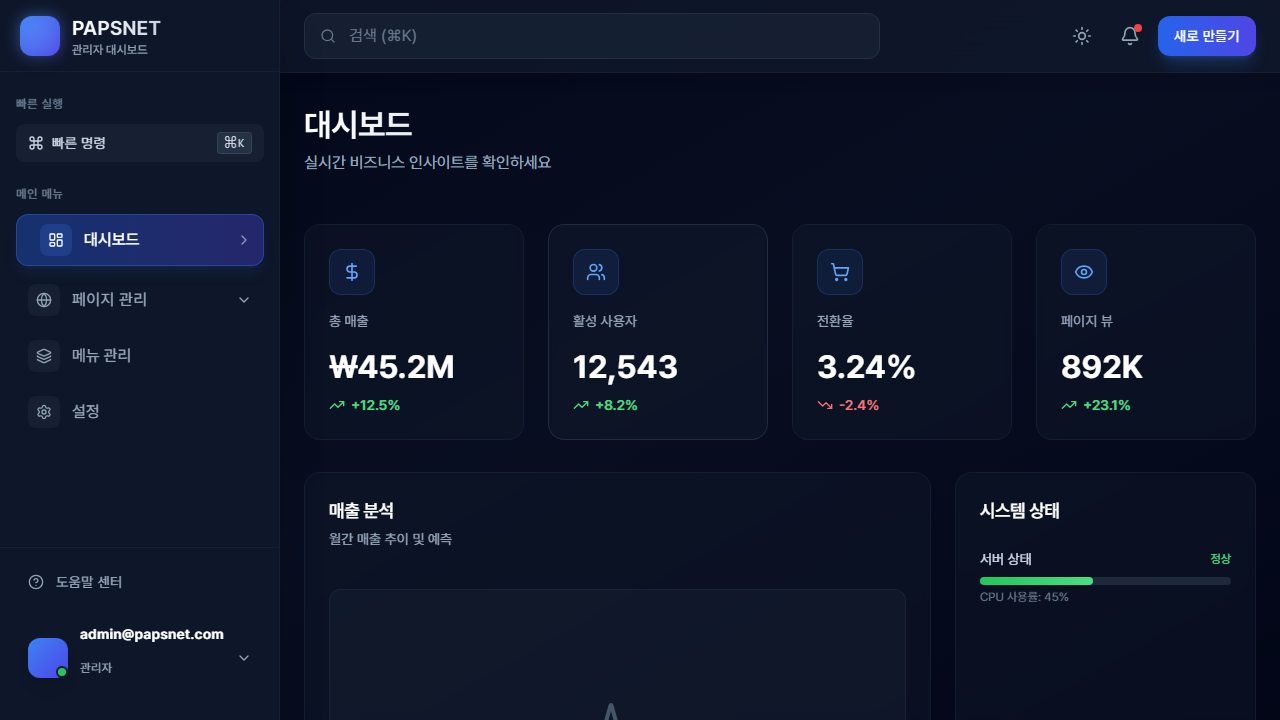 PAPSNET
관리자 대시보드
빠른 실행
⌘ 빠른 명령 ⌘K
메인 메뉴
대시보드
페이지 관리
메뉴 관리
설정
도움말 센터
admin@papsnet.com
관리자
검색 (⌘K)
새로 만들기
대시보드
실시간 비즈니스 인사이트를 확인하세요
총 매출
₩45.2M
+12.5%
활성 사용자
12,543
+8.2%
전환율
3.24%
-2.4%
페이지 뷰
892K
+23.1%
매출 분석
월간 매출 추이 및 예측
시스템 상태
서버 상태 정상
CPU 사용률: 45%